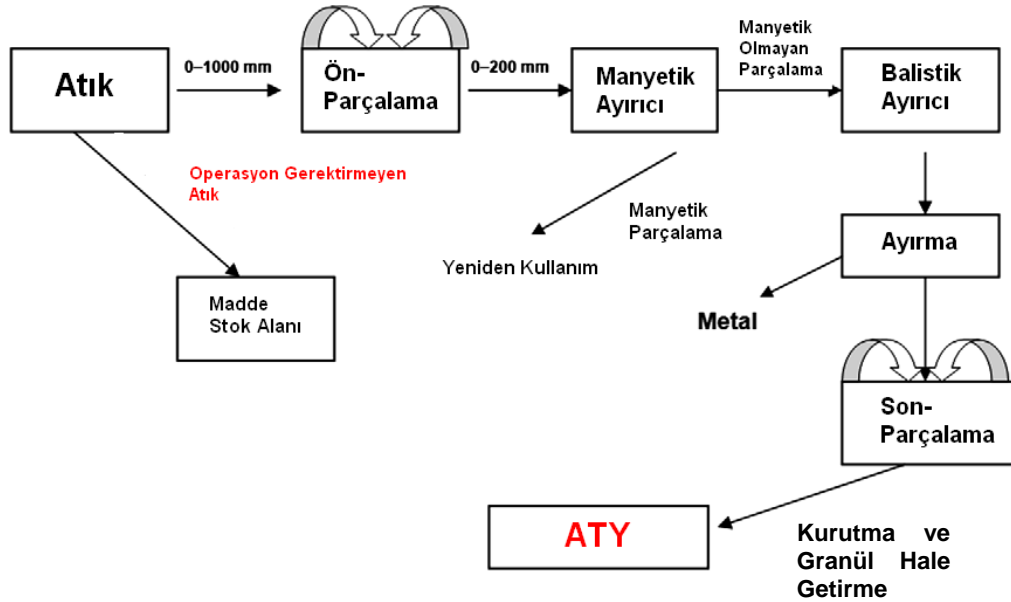 Atık
0–1000 mm
Ön-
Parçalama
0–200 mm
Manyetik
Ayırıcı
Manyetik
Olmayan
Parçalama
Balistik
Ayırıcı
Operasyon Gerektirmeyen
Atık
Manyetik
Parçalama
Yeniden Kullanım
Ayırma
Madde
Stok Alanı
Metal
Son-
Parçalama
ATY
Kurutma ve
Granül Hale
Getirme